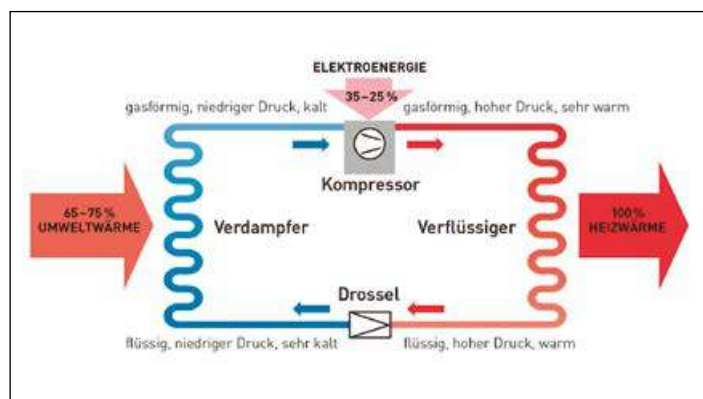 ELEKTROENERGIE
35–25 %
gasförmig, niedriger Druck, kalt
gasförmig, hoher Druck, sehr warm
Kompressor
65–75 %
UMWELTWÄRME
Verdampfer
Verflüssiger
100 %
HEIZWÄRME
Drossel
flüssig, niedriger Druck, sehr kalt
flüssig, hoher Druck, warm